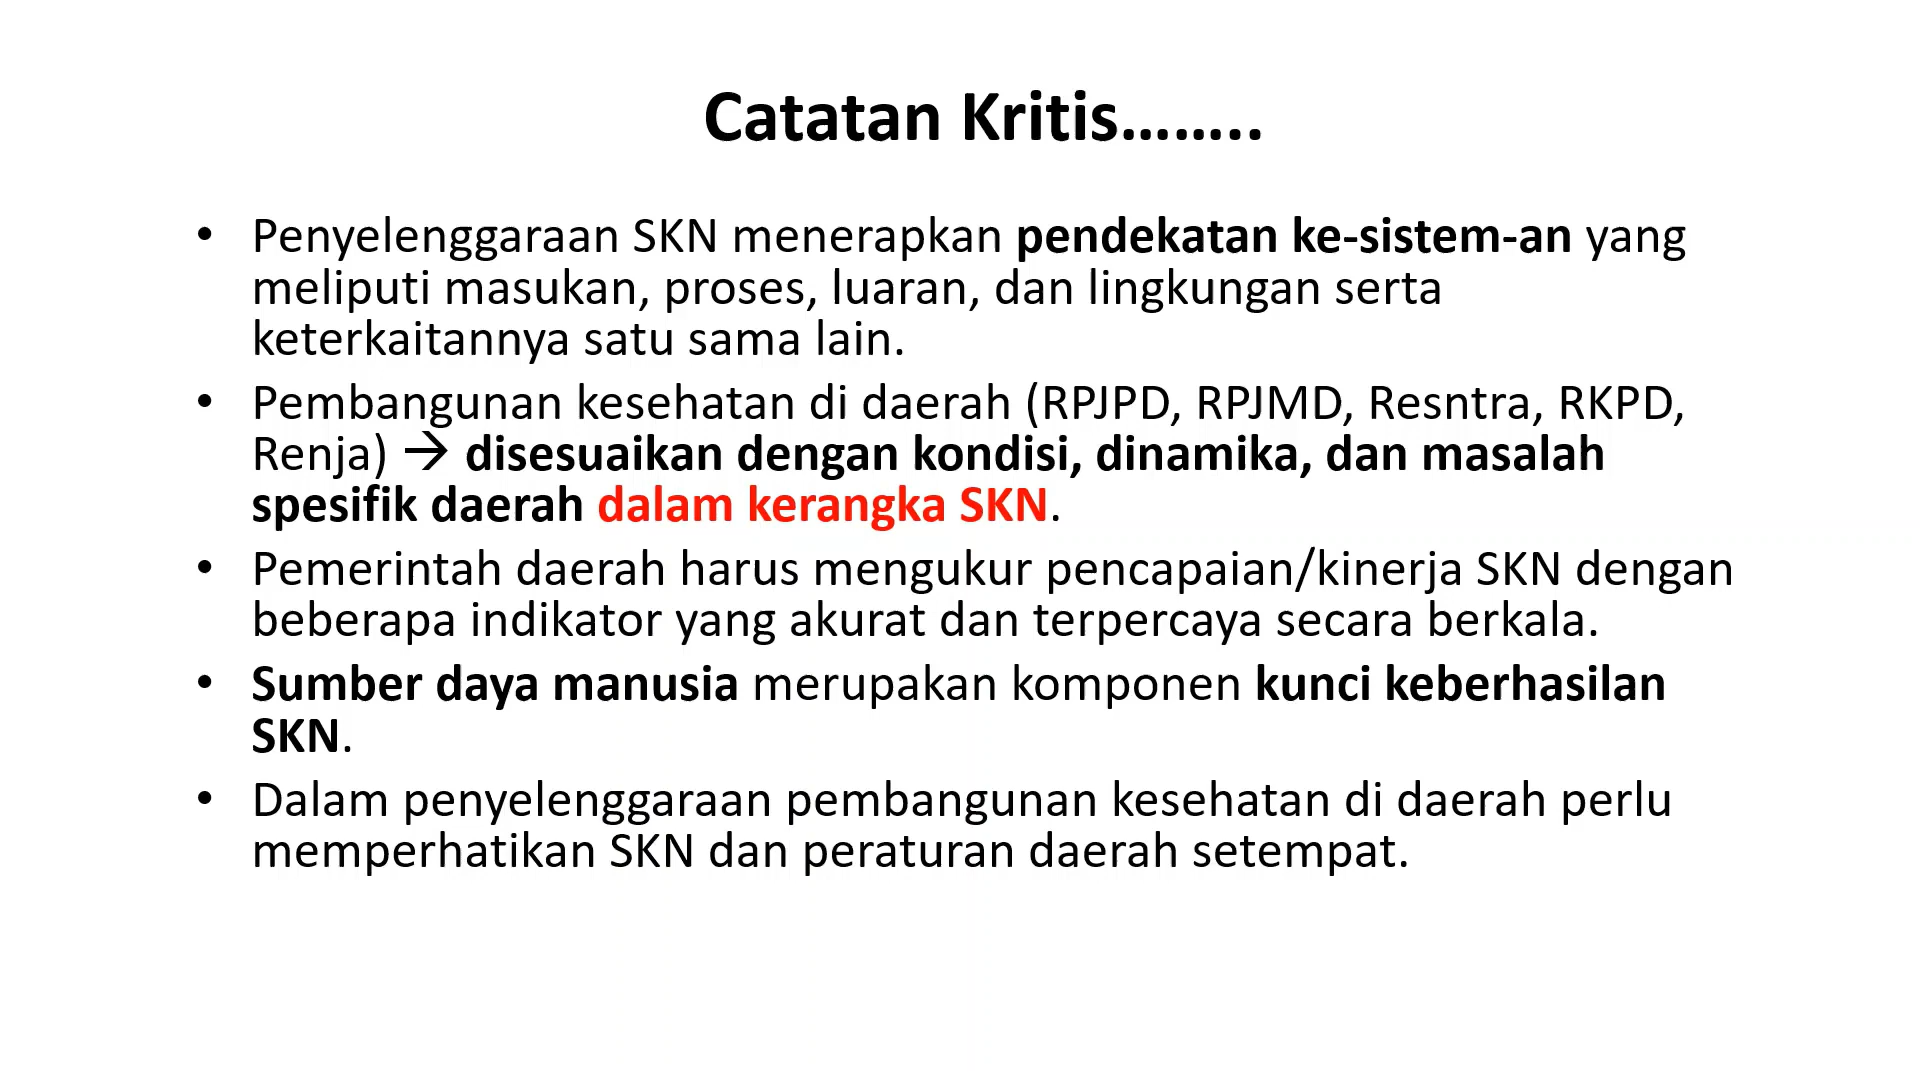 Catatan Kritis……..
• Penyelenggaraan SKN menerapkan pendekatan ke-sistem-an yang
meliputi masukan, proses, luaran, dan lingkungan serta
keterkaitannya satu sama lain.
• Pembangunan kesehatan di daerah (RPJPD, RPJMD, Resntra, RKPD,
Renja) → disesuaikan dengan kondisi, dinamika, dan masalah
spesifik daerah dalam kerangka SKN.
• Pemerintah daerah harus mengukur pencapaian/kinerja SKN dengan
beberapa indikator yang akurat dan terpercaya secara berkala.
• Sumber daya manusia merupakan komponen kunci keberhasilan
SKN.
• Dalam penyelenggaraan pembangunan kesehatan di daerah perlu
memperhatikan SKN dan peraturan daerah setempat.